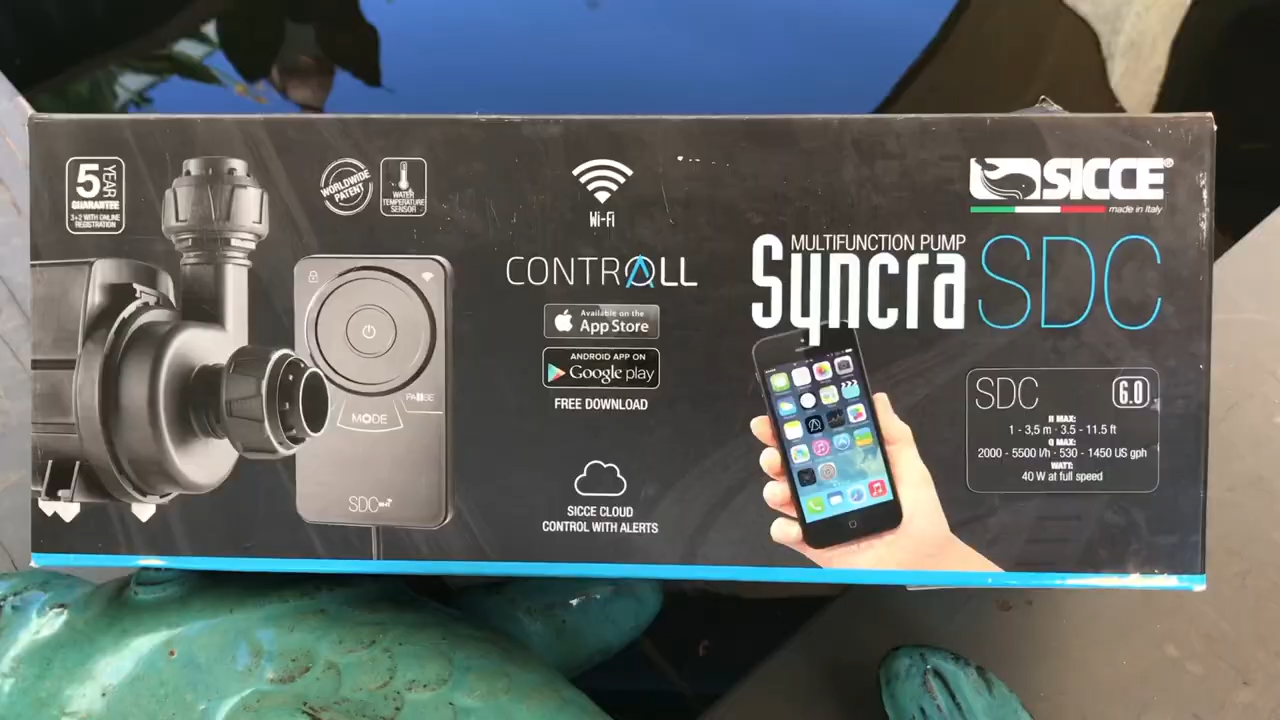 5 YEAR
GUARANTEE
3+2 WITH ONLINE
REGISTRATION
WORLDWIDE
PATENT
WATER
TEMPERATURE
SENSOR
PAUSE
MODE
SDC Wi-Fi
Wi-Fi
CONTRALL
Available on the
App Store
ANDROID APP ON
Google play
FREE DOWNLOAD
SICCE CLOUD
CONTROL WITH ALERTS
SICCE®
made in Italy
MULTIFUNCTION PUMP
Syncra SDC
SDC 6.0
H MAX:
1 - 3,5 m - 3.5 - 11.5 ft
Q MAX:
2000 - 5500 l/h - 530 - 1450 US gph
WATT:
40 W at full speed